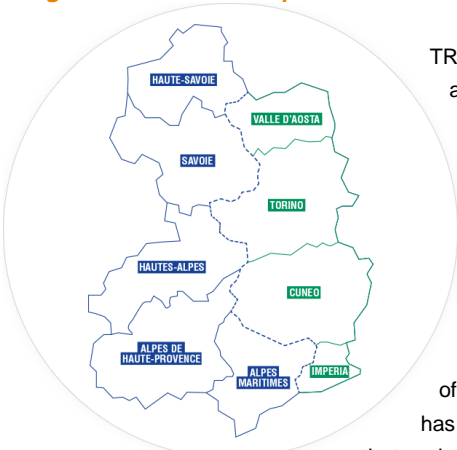 TR
HAUTE-SAVOIE
a
VALLE D'AOSTA
SAVOIE
TORINO
HAUTES-ALPES
CUNEO
ALPES DE
HAUTE-PROVENCE
ALPES
MARITIMES
IMPERIA
of
has